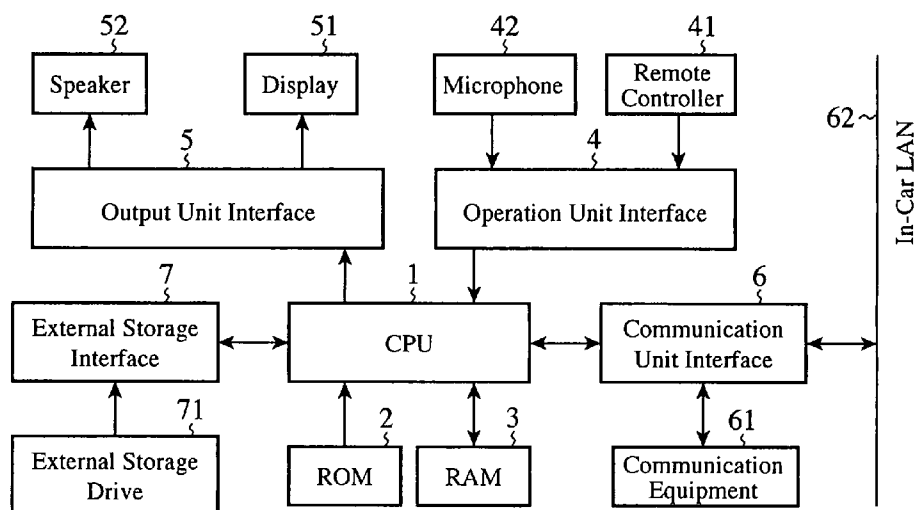 52
51
42
41
Speaker
Display
Microphone
Remote
Controller
62
In-Car LAN
5
4
Output Unit Interface
Operation Unit Interface
7
1
6
External Storage
Interface
CPU
Communication
Unit Interface
71
2
3
61
External Storage
Drive
ROM
RAM
Communication
Equipment